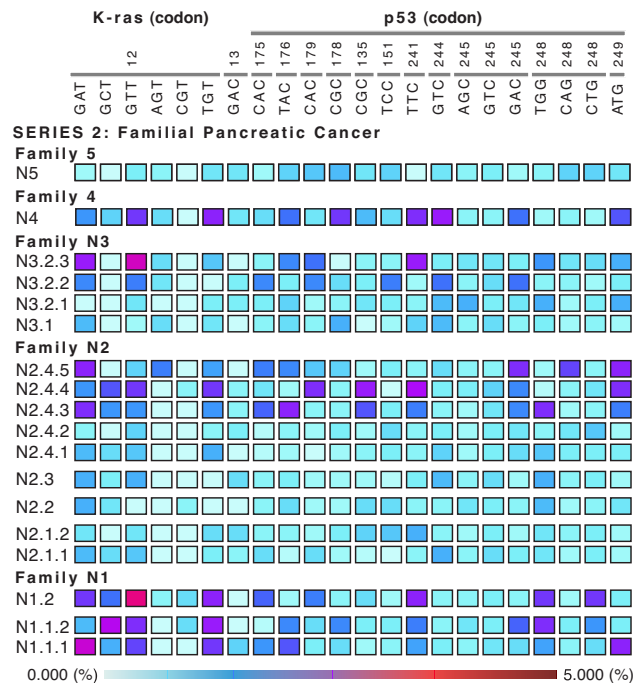 K-ras (codon) p53 (codon)
12 13 175 176 179 178 135 151 241 244 245 245 245 248 248 248 249
GAT GCT GTT AGT CGT TGT GAC CAC TAC CAC CGC CGC TCC TTC GTC AGC GTC GAC TGG CAG CTG ATG
SERIES 2: Familial Pancreatic Cancer
Family 5
N5
Family 4
N4
Family N3
N3.2.3
N3.2.2
N3.2.1
N3.1
Family N2
N2.4.5
N2.4.4
N2.4.3
N2.4.2
N2.4.1
N2.3
N2.2
N2.1.2
N2.1.1
Family N1
N1.2
N1.1.2
N1.1.1
0.000 (%) 5.000 (%)